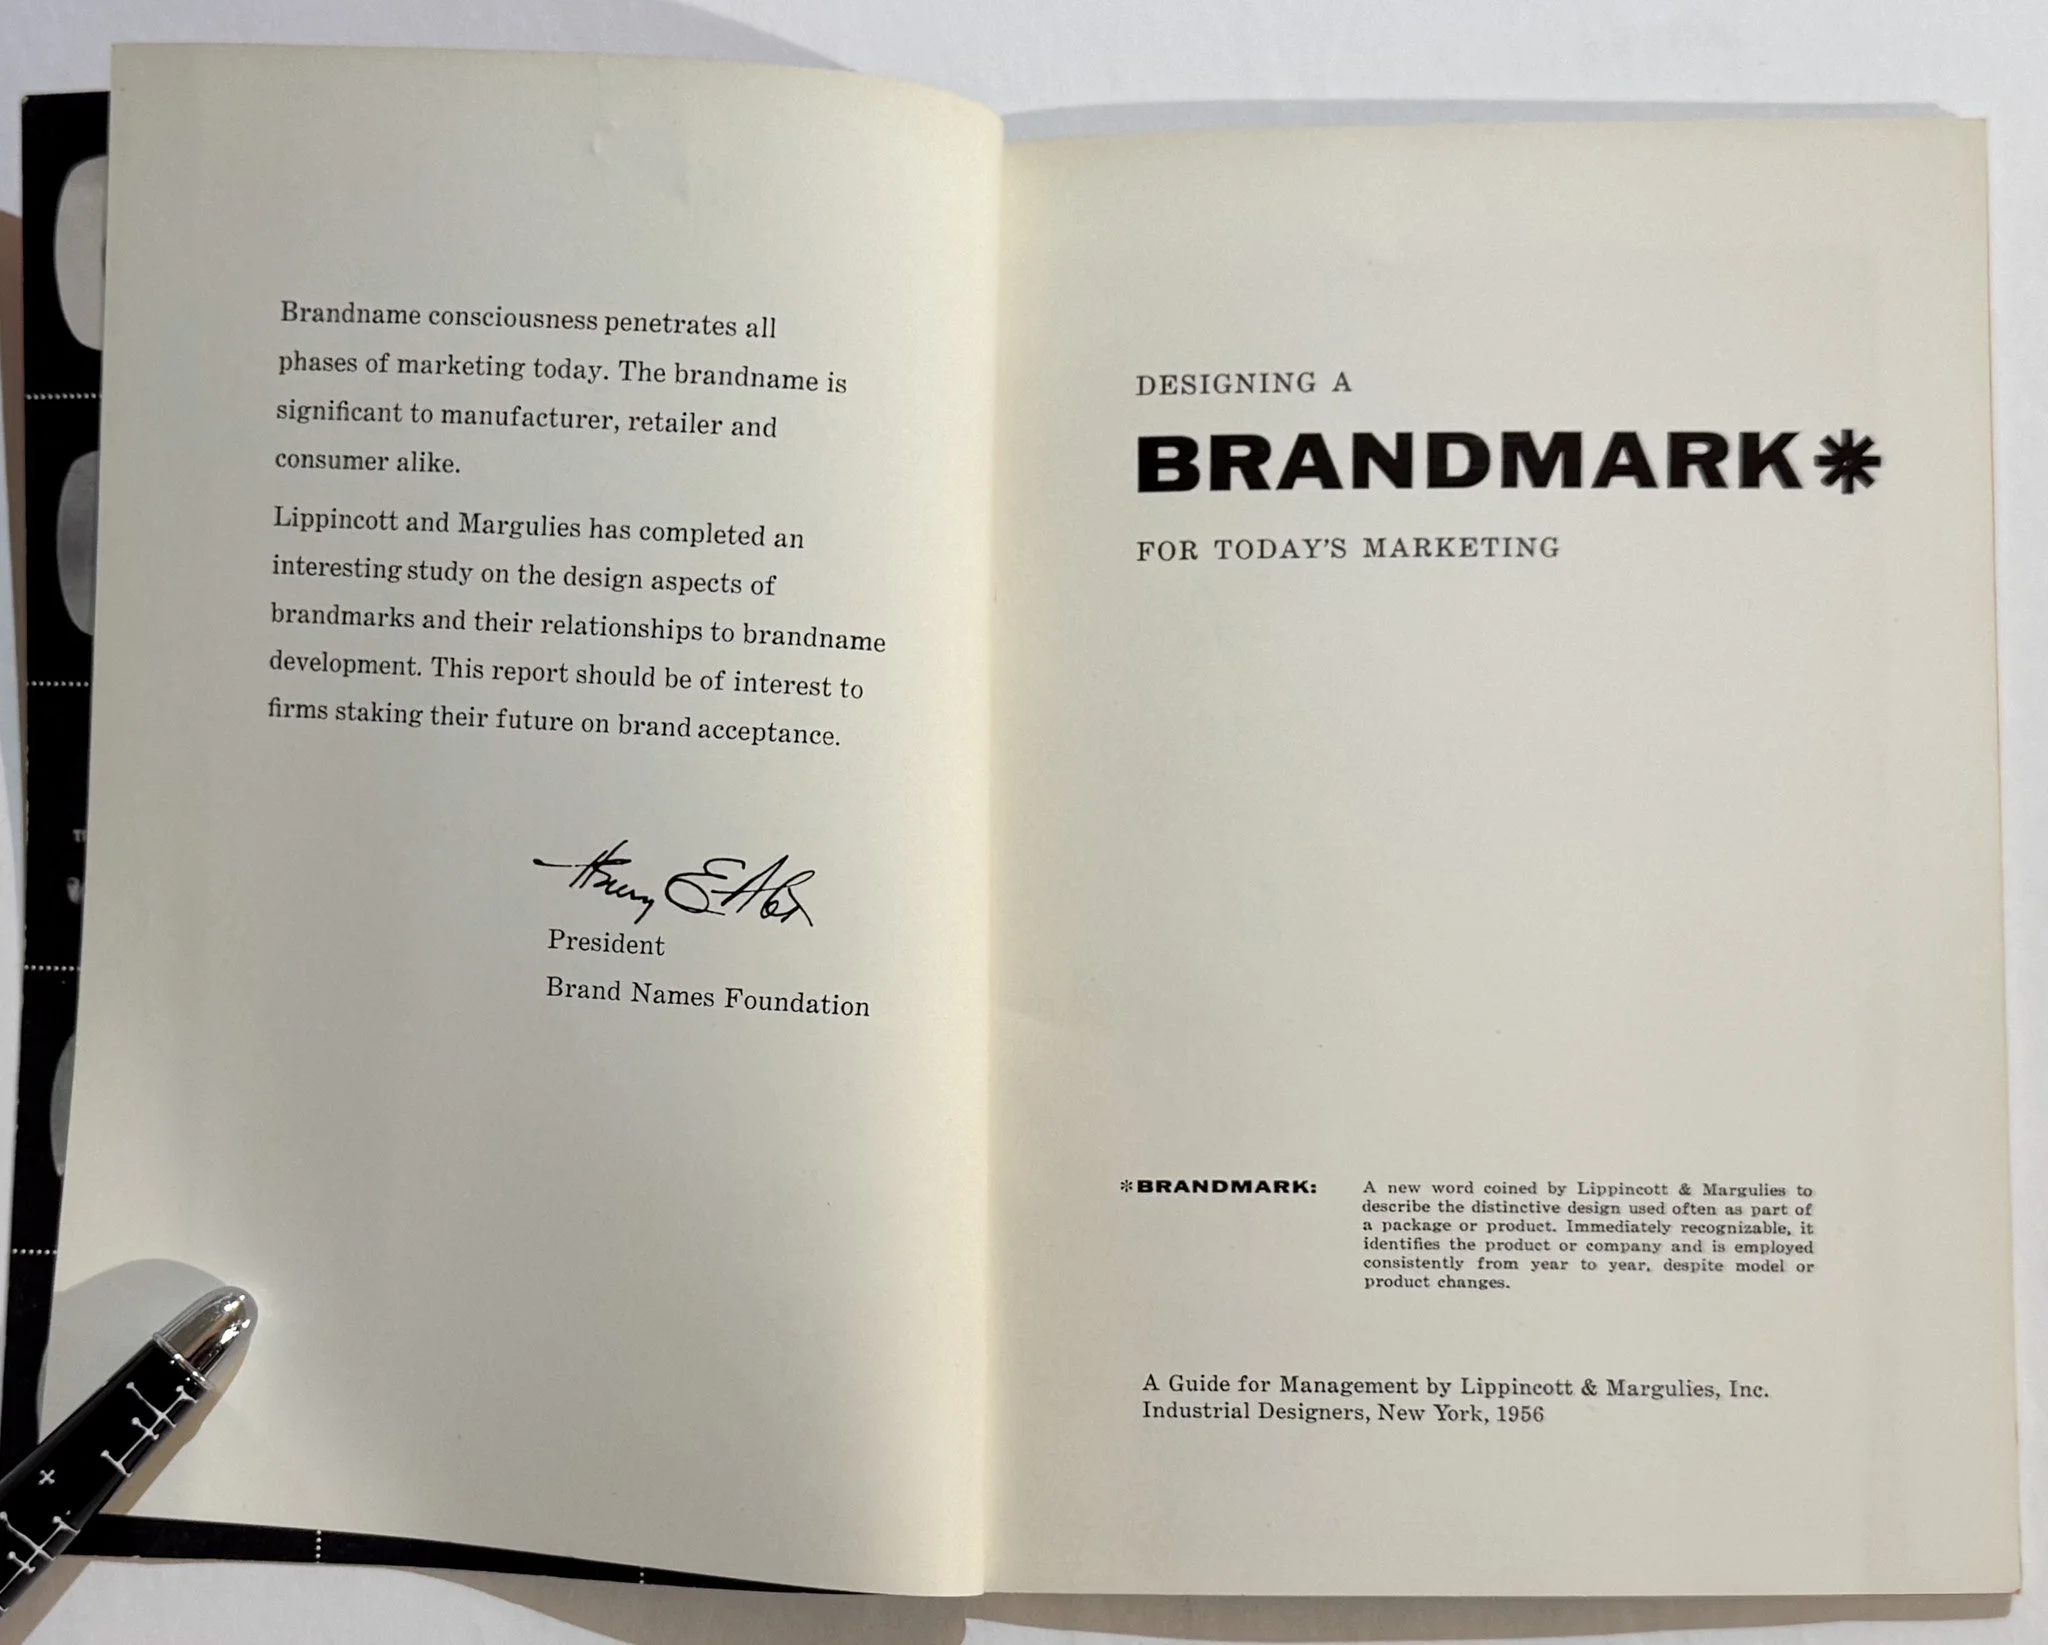 Brandname consciousness penetrates all
phases of marketing today. The brandname is
significant to manufacturer, retailer and
consumer alike.
Lippincott and Margulies has completed an
interesting study on the design aspects of
brandmarks and their relationships to brandname
development. This report should be of interest to
firms staking their future on brand acceptance.
President
Brand Names Foundation
DESIGNING A
BRANDMARK*
FOR TODAY'S MARKETING
*BRANDMARK: A new word coined by Lippincott & Margulies to
describe the distinctive design used often as part of
a package or product. Immediately recognizable, it
identifies the product or company and is employed
consistently from year to year, despite model or
product changes.
A Guide for Management by Lippincott & Margulies, Inc.
Industrial Designers, New York, 1956